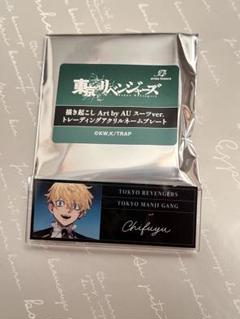 東京リベンジャーズ
描き起こし Art by AU スーツver.
トレーディングアクリルネームプレート
©KW,K/TRAP
TOKYO REVENGERS
TOKYO MANJI GANG
Chifuyu